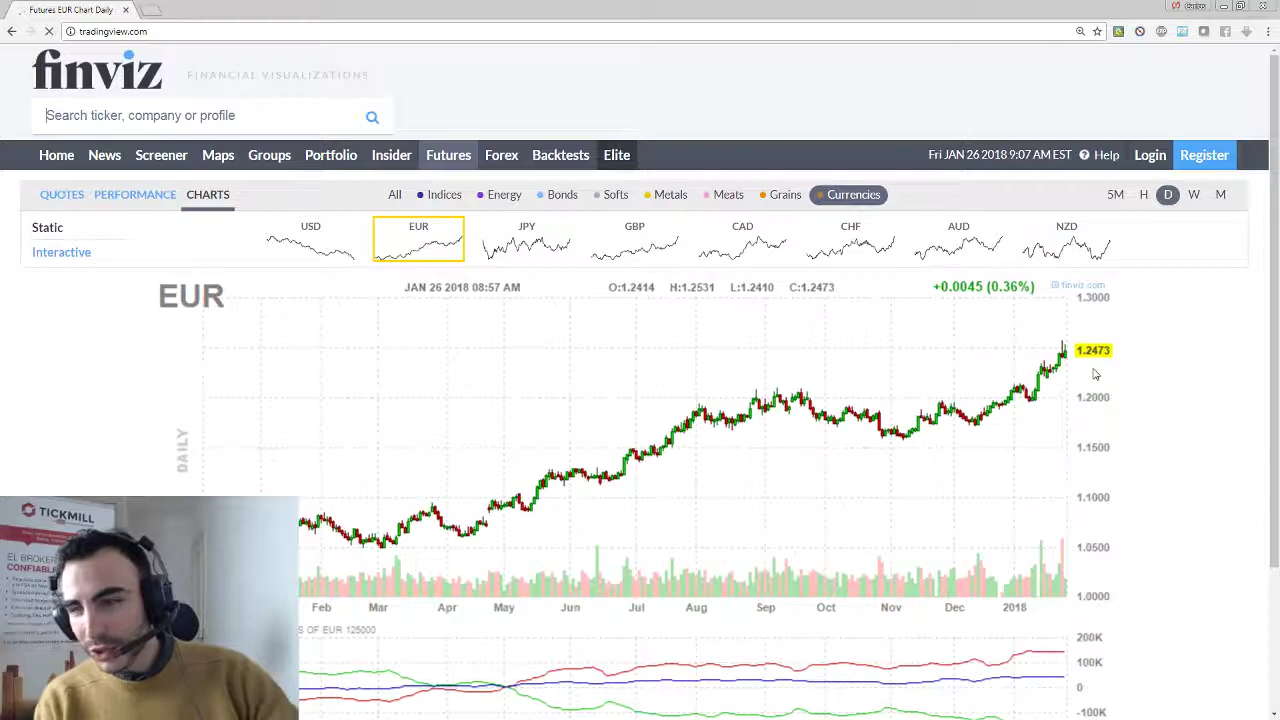 Futures EUR Chart Daily
tradingview.com
finviz
FINANCIAL VISUALIZATIONS
Search ticker, company or profile
Home News Screener Maps Groups Portfolio Insider Futures Forex Backtests Elite
Fri JAN 26 2018 9:07 AM EST Help Login Register
QUOTES PERFORMANCE CHARTS
All Indices Energy Bonds Softs Metals Meats Grains Currencies
5M H D W M
Static
Interactive
USD EUR JPY GBP CAD CHF AUD NZD
EUR
JAN 26 2018 08:57 AM O:1.2414 H:1.2531 L:1.2410 C:1.2473 +0.0045 (0.36%) finviz.com
1.3000
1.2473
1.2000
1.1500
1.1000
1.0500
1.0000
DAILY
Feb Mar Apr May Jun Jul Aug Sep Oct Nov Dec 2018
S OF EUR 125000
200K
100K
0
-100K
TICKMILL
EL BROKER
CONFIABLE